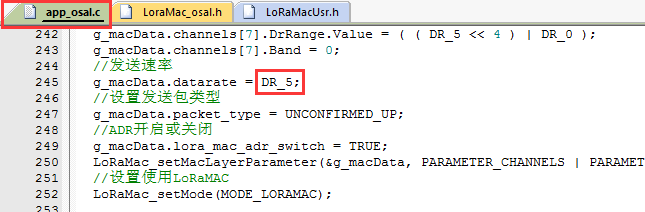 app_osal.c LoraMac_osal.h LoRaMacUsr.h
242 g_macData.channels[7].DrRange.Value = ( ( DR_5 << 4 ) | DR_0 );
243 g_macData.channels[7].Band = 0;
244 //发送速率
245 g_macData.datarate = DR_5;
246 //设置发送包类型
247 g_macData.packet_type = UNCONFIRMED_UP;
248 //ADR开启或关闭
249 g_macData.lora_mac_adr_switch = TRUE;
250 LoRaMac_setMacLayerParameter(&g_macData, PARAMETER_CHANNELS | PARAMET
251 //设置使用LoRaMAC
252 LoRaMac_setMode(MODE_LORAMAC);